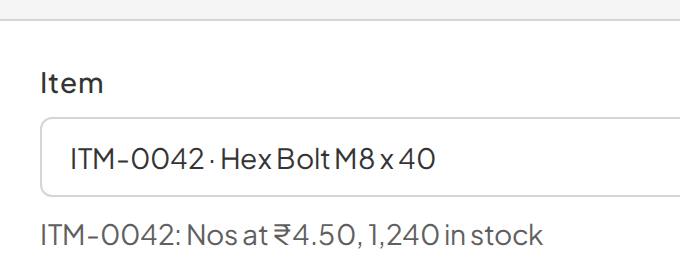 Item
ITM-0042 · Hex Bolt M8 x 40
ITM-0042: Nos at ₹4.50, 1,240 in stock